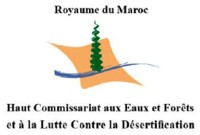 Royaume du Maroc
Haut Commissariat aux Eaux et Forêts
et à la Lutte Contre la Désertification